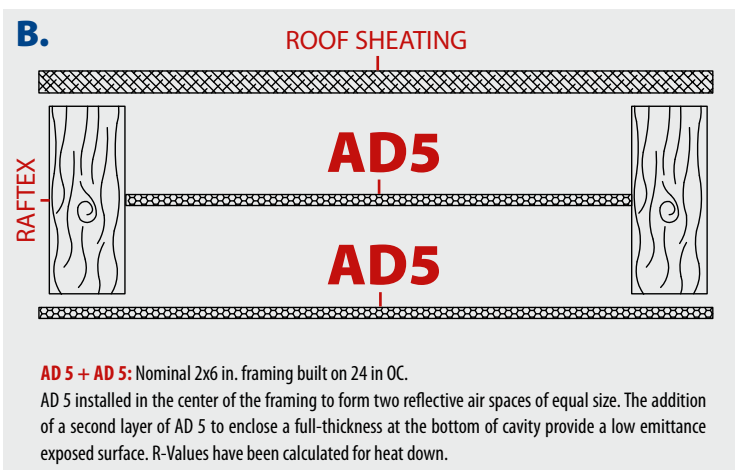 B.
ROOF SHEATING
AD5
RAFTEX
AD5
AD 5 + AD 5: Nominal 2x6 in. framing built on 24 in OC.
AD 5 installed in the center of the framing to form two reflective air spaces of equal size. The addition
of a second layer of AD 5 to enclose a full-thickness at the bottom of cavity provide a low emittance
exposed surface. R-Values have been calculated for heat down.